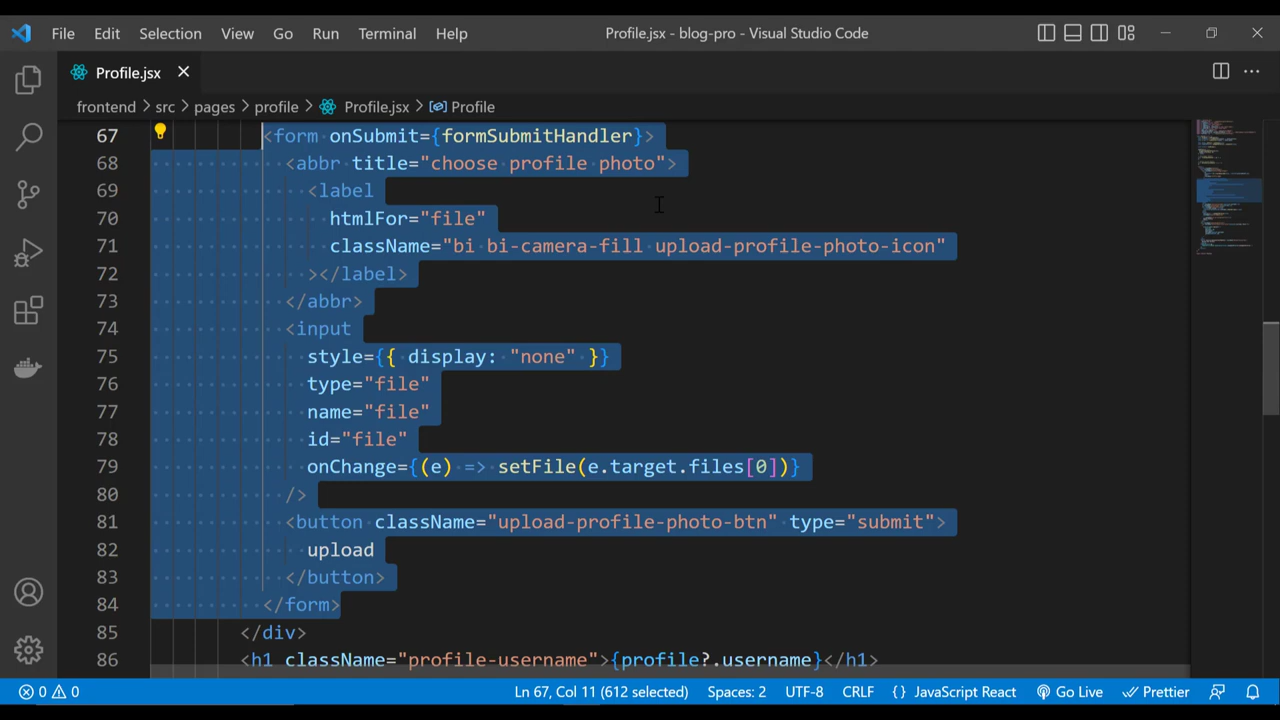 File Edit Selection View Go Run Terminal Help Profile.jsx - blog-pro - Visual Studio Code
Profile.jsx
frontend > src > pages > profile > Profile.jsx > Profile
67 <form onSubmit={formSubmitHandler}>
68 <abbr title="choose profile photo">
69 <label
70 htmlFor="file"
71 className="bi bi-camera-fill upload-profile-photo-icon"
72 ></label>
73 </abbr>
74 <input
75 style={{ display: "none" }}
76 type="file"
77 name="file"
78 id="file"
79 onChange={(e) => setFile(e.target.files[0])}
80 />
81 <button className="upload-profile-photo-btn" type="submit">
82 upload
83 </button>
84 </form>
85 </div>
86 <h1 className="profile-username">{profile?.username}</h1>
0 0 Ln 67, Col 11 (612 selected) Spaces: 2 UTF-8 CRLF {} JavaScript React Go Live Prettier